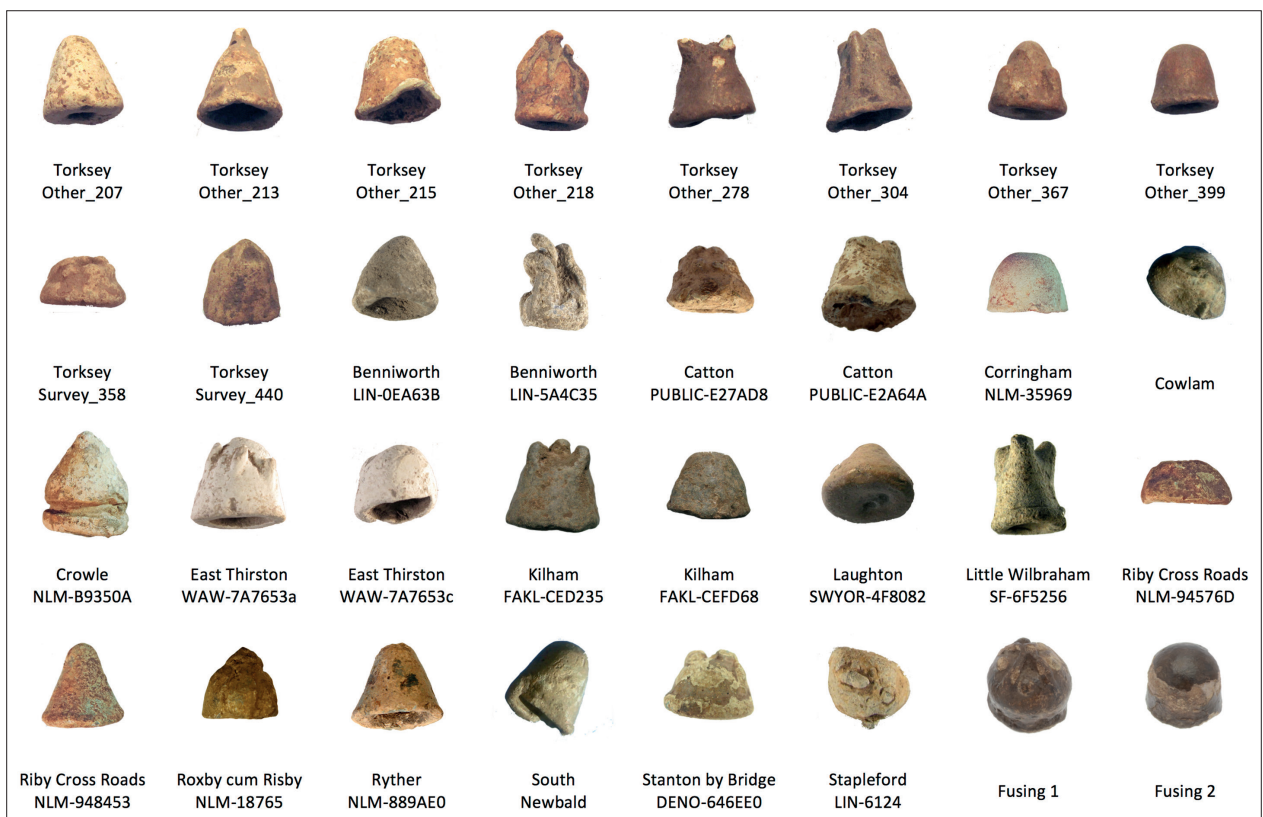 Torksey
Other_207
Torksey
Other_213
Torksey
Other_215
Torksey
Other_218
Torksey
Other_278
Torksey
Other_304
Torksey
Other_367
Torksey
Other_399
Torksey
Survey_358
Torksey
Survey_440
Benniworth
LIN-0EA63B
Benniworth
LIN-5A4C35
Catton
PUBLIC-E27AD8
Catton
PUBLIC-E2A64A
Corringham
NLM-35969
Cowlam
Crowle
NLM-B9350A
East Thirston
WAW-7A7653a
East Thirston
WAW-7A7653c
Kilham
FAKL-CED235
Kilham
FAKL-CEFD68
Laughton
SWYOR-4F8082
Little Wilbraham
SF-6F5256
Riby Cross Roads
NLM-94576D
Riby Cross Roads
NLM-948453
Roxby cum Risby
NLM-18765
Ryther
NLM-889AE0
South
Newbald
Stanton by Bridge
DENO-646EE0
Stapleford
LIN-6124
Fusing 1
Fusing 2